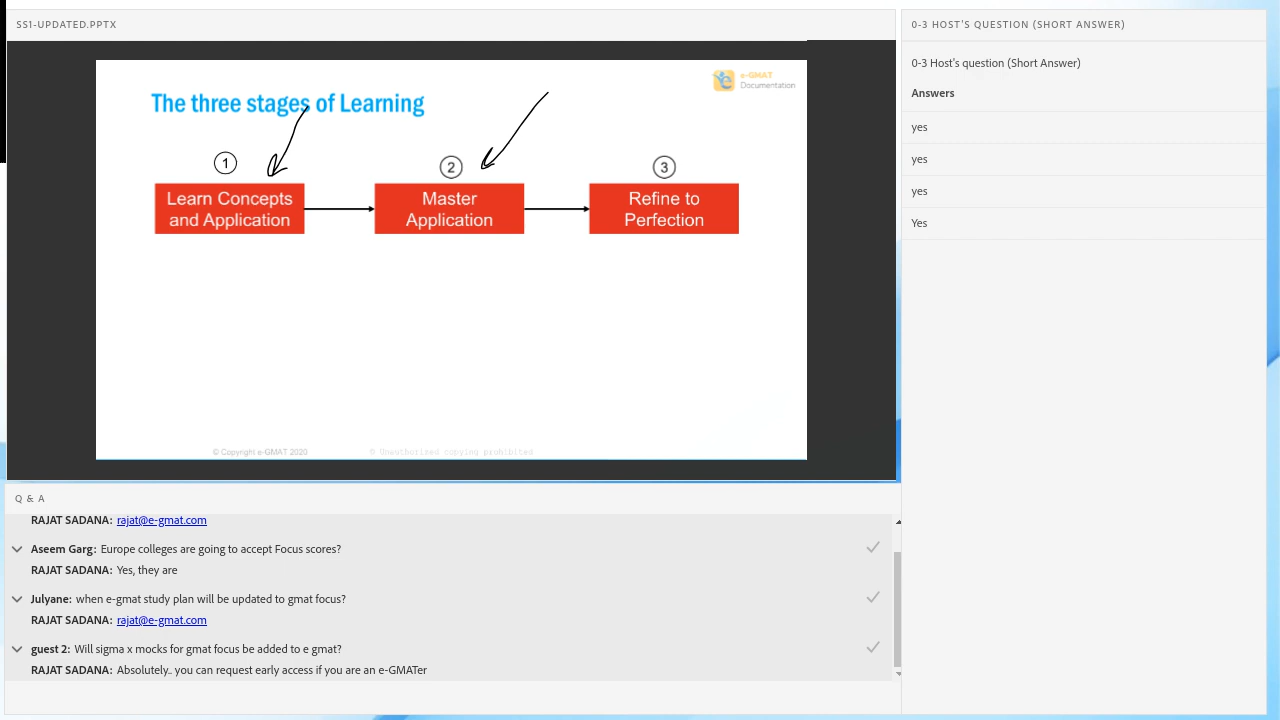 SS1-UPDATED.PPTX
e-GMAT
Documentation
The three stages of Learning
1
2
3
Learn Concepts
and Application
Master
Application
Refine to
Perfection
© Copyright e-GMAT 2020
© Unauthorised copying prohibited
Q & A
RAJAT SADANA: rajat@e-gmat.com
Aseem Garg: Europe colleges are going to accept Focus scores?
RAJAT SADANA: Yes, they are
Julyane: when e-gmat study plan will be updated to gmat focus?
RAJAT SADANA: rajat@e-gmat.com
guest 2: Will sigma x mocks for gmat focus be added to e gmat?
RAJAT SADANA: Absolutely.. you can request early access if you are an e-GMATer
0-3 HOST'S QUESTION (SHORT ANSWER)
0-3 Host's question (Short Answer)
Answers
yes
yes
yes
Yes